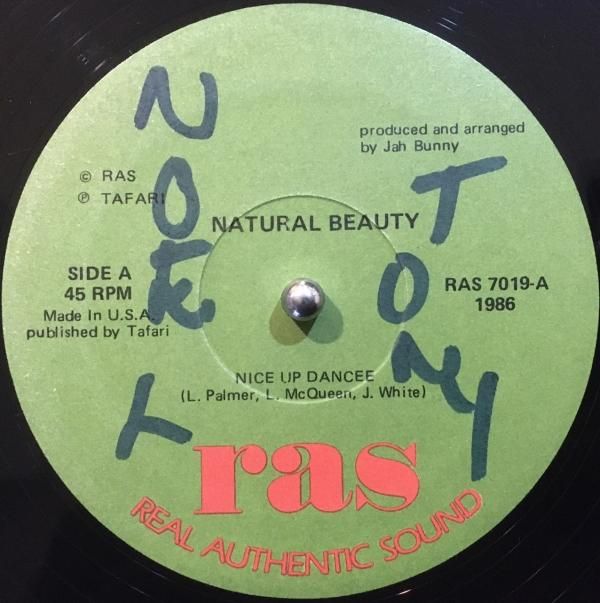 produced and arranged
by Jah Bunny
© RAS
℗ TAFARI
NATURAL BEAUTY
SIDE A
45 RPM
Made In U.S.A.
published by Tafari
RAS 7019-A
1986
TONY
NICE UP DANCEE
(L. Palmer, L. McQueen, J. White)
ras
REAL AUTHENTIC SOUND